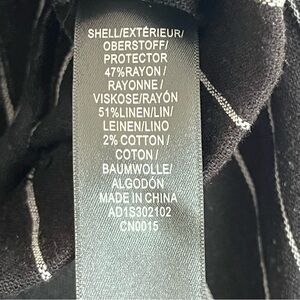 SHELL/EXTÉRIEUR/
OBERSTOFF/
PROTECTOR
47%RAYON/
RAYONNE/
VISKOSE/RAYÓN
51%LINEN/LIN/
LEINEN/LINO
2% COTTON/
COTON/
BAUMWOLLE/
ALGODÓN
MADE IN CHINA
AD1S302102
CN0015